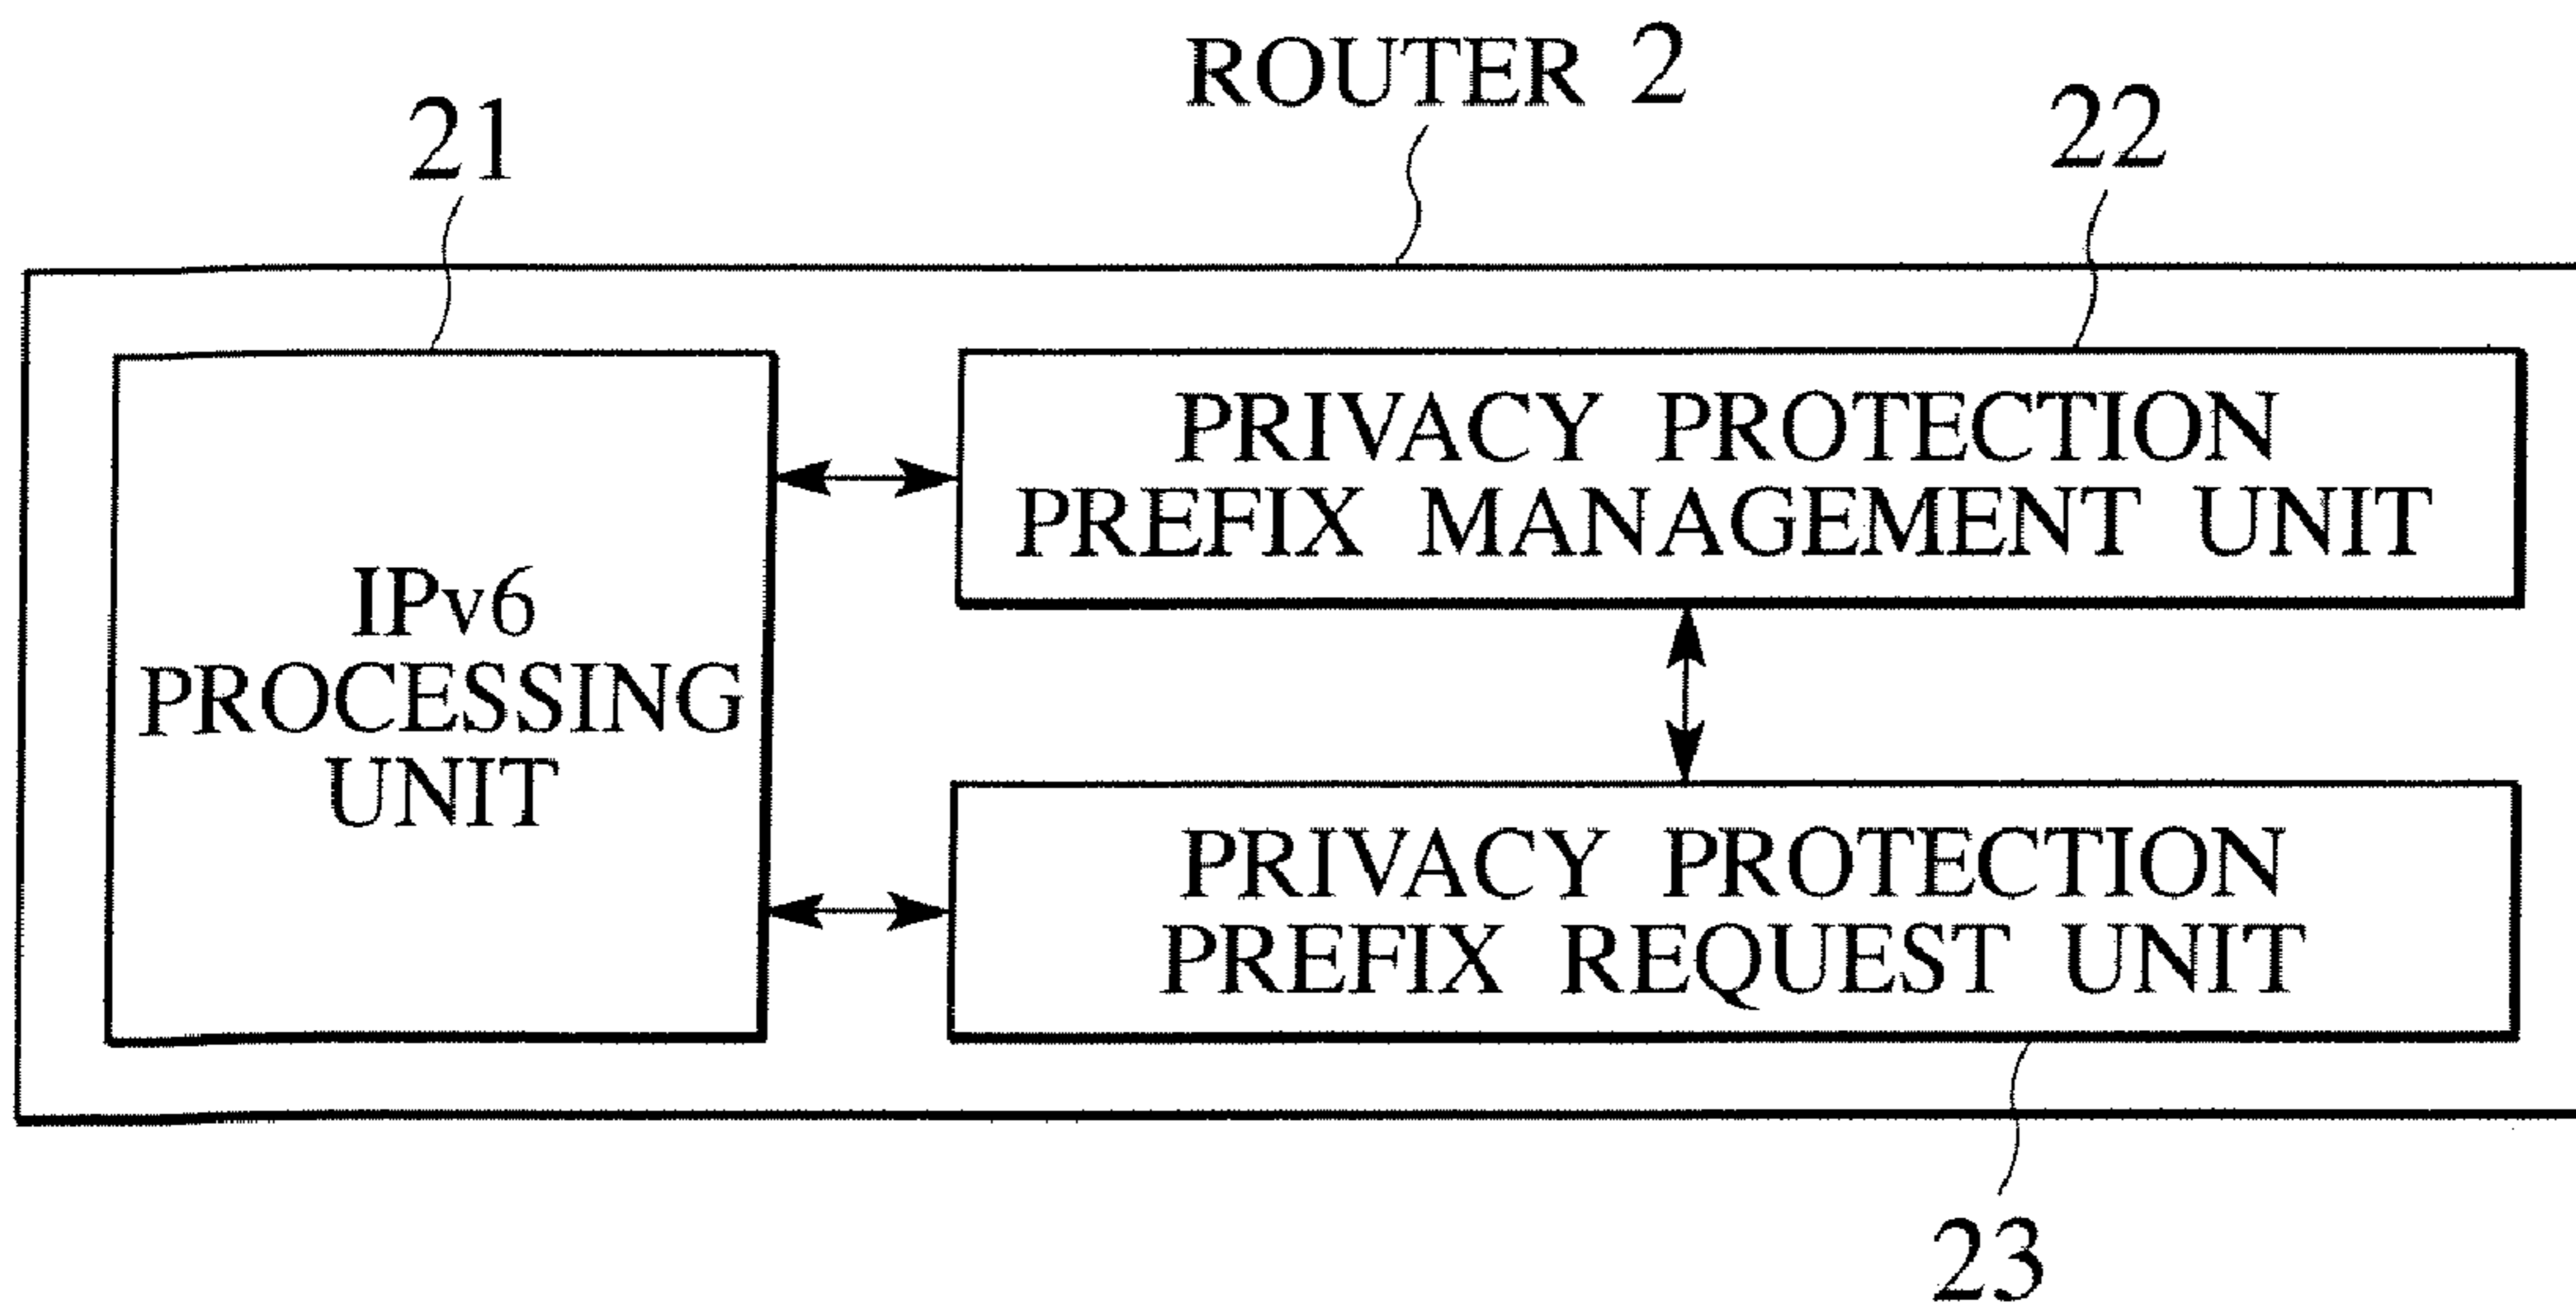 ROUTER 2
21
22
PRIVACY PROTECTION
PREFIX MANAGEMENT UNIT
IPv6
PROCESSING
UNIT
PRIVACY PROTECTION
PREFIX REQUEST UNIT
23